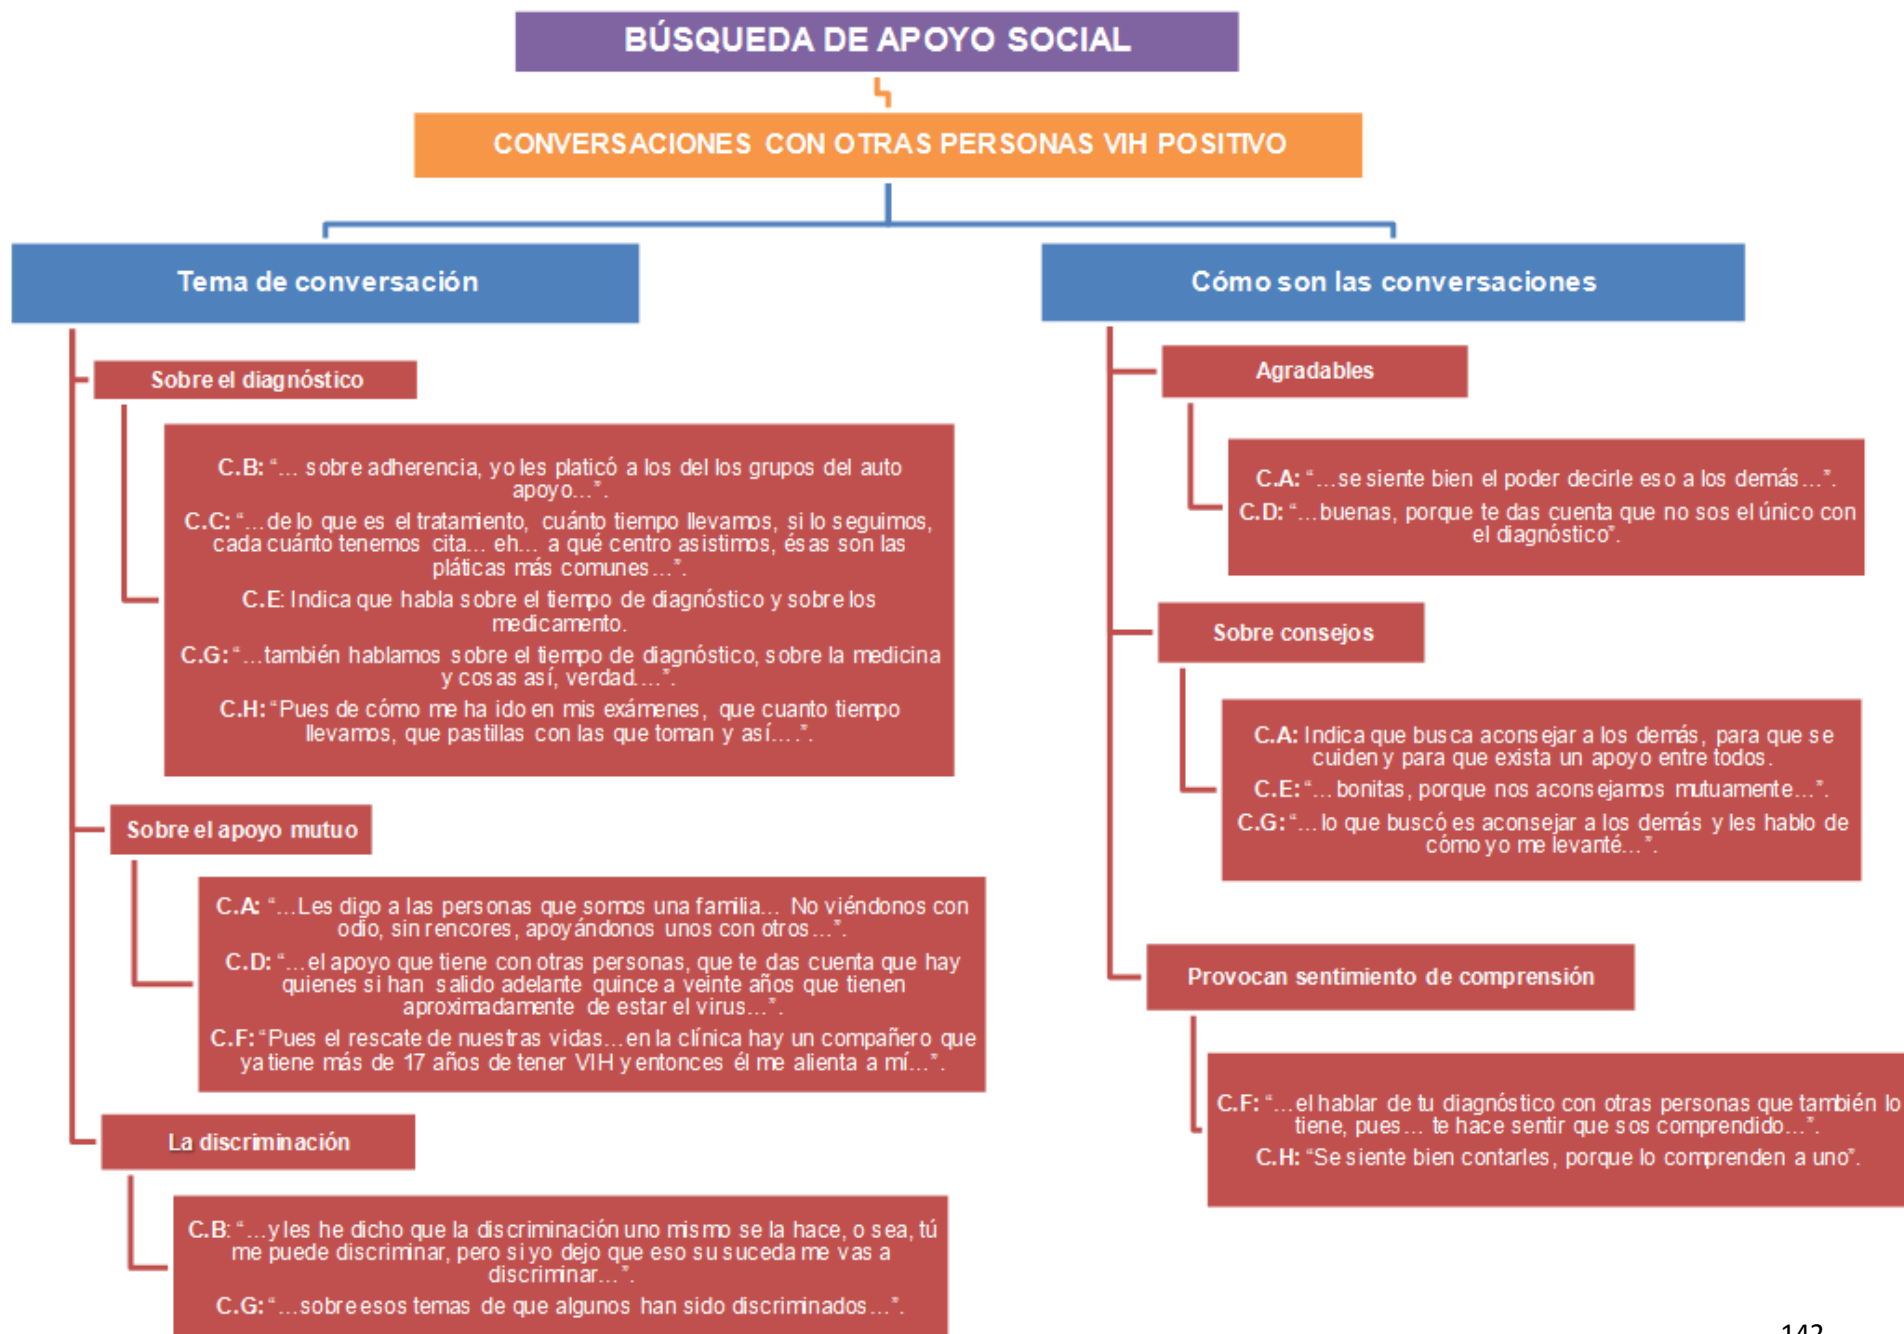 BÚSQUEDA DE APOYO SOCIAL
CONVERSACIONES CON OTRAS PERSONAS VIH POSITIVO
Tema de conversación
Sobre el diagnóstico
C.B: “… sobre adherencia, yo les platicó a los del los grupos del auto
apoyo…”.
C.C: “…de lo que es el tratamiento, cuánto tiempo llevamos, si lo seguimos,
cada cuánto tenemos cita… eh… a qué centro asistimos, ésas son las
pláticas más comunes…”.
C.E: Indica que habla sobre el tiempo de diagnóstico y sobre los
medicamento.
C.G: “…también hablamos sobre el tiempo de diagnóstico, sobre la medicina
y cosas así, verdad….”.
C.H: “Pues de cómo me ha ido en mis exámenes, que cuanto tiempo
llevamos, que pastillas con las que toman y así….”.
Sobre el apoyo mutuo
C.A: “…Les digo a las personas que somos una familia… No viéndonos con
odio, sin rencores, apoyándonos unos con otros…”.
C.D: “…el apoyo que tiene con otras personas, que te das cuenta que hay
quienes si han salido adelante quince a veinte años que tienen
aproximadamente de estar el virus…”.
C.F: “Pues el rescate de nuestras vidas…en la clínica hay un compañero que
ya tiene más de 17 años de tener VIH y entonces él me alienta a mí…”.
La discriminación
C.B: “…y les he dicho que la discriminación uno mismo se la hace, o sea, tú
me puede discriminar, pero si yo dejo que eso su suceda me vas a
discriminar…”.
C.G: “…sobre esos temas de que algunos han sido discriminados…”.
Cómo son las conversaciones
Agradables
C.A: “…se siente bien el poder decirle eso a los demás…”.
C.D: “…buenas, porque te das cuenta que no sos el único con
el diagnóstico”.
Sobre consejos
C.A: Indica que busca aconsejar a los demás, para que se
cuiden y para que exista un apoyo entre todos.
C.E: “…bonitas, porque nos aconsejamos mutuamente…”.
C.G: “…lo que buscó es aconsejar a los demás y les hablo de
cómo yo me levanté…”.
Provocan sentimiento de comprensión
C.F: “…el hablar de tu diagnóstico con otras personas que también lo
tiene, pues… te hace sentir que sos comprendido…”.
C.H: “Se siente bien contarles, porque lo comprenden a uno”.
142